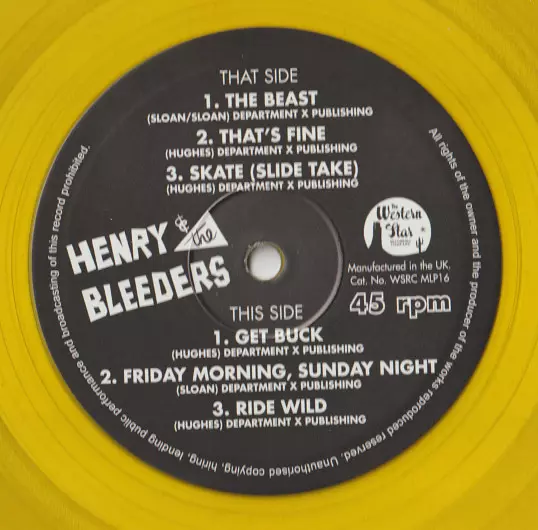 THAT SIDE
1. THE BEAST
(SLOAN/SLOAN) DEPARTMENT X PUBLISHING
2. THAT'S FINE
(HUGHES) DEPARTMENT X PUBLISHING
3. SKATE (SLIDE TAKE)
(HUGHES) DEPARTMENT X PUBLISHING
HENRY & the
BLEEDERS
The
Western
Star
Manufactured in the UK.
Cat. No. WSRC MLP16
45 rpm
THIS SIDE
1. GET BUCK
(HUGHES) DEPARTMENT X PUBLISHING
2. FRIDAY MORNING, SUNDAY NIGHT
(SLOAN) DEPARTMENT X PUBLISHING
3. RIDE WILD
(HUGHES) DEPARTMENT X PUBLISHING
All rights of the owner and the producer of the works reproduced reserved. Unauthorised copying, hiring, lending public performance and broadcasting of this record prohibited.